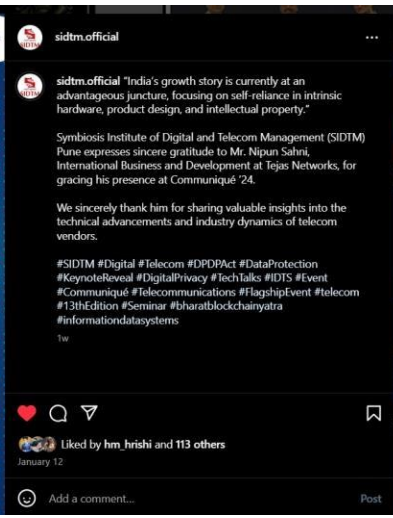 sidtm.official
SIDTM
sidtm.official “India’s growth story is currently at an
advantageous juncture, focusing on self-reliance in intrinsic
hardware, product design, and intellectual property.”
Symbiosis Institute of Digital and Telecom Management (SIDTM)
Pune expresses sincere gratitude to Mr. Nipun Sahni,
International Business and Development at Tejas Networks, for
gracing his presence at Communiqué ’24.
We sincerely thank him for sharing valuable insights into the
technical advancements and industry dynamics of telecom
vendors.
#SIDTM #Digital #Telecom #DPDPAct #DataProtection
#KeynoteReveal #DigitalPrivacy #TechTalks #IDTS #Event
#Communiqué #Telecommunications #FlagshipEvent #telecom
#13thEdition #Seminar #bharatblockchainyatra
#informationdatasystems
1w
Liked by hm_hrishi and 113 others
January 12
Add a comment...
Post